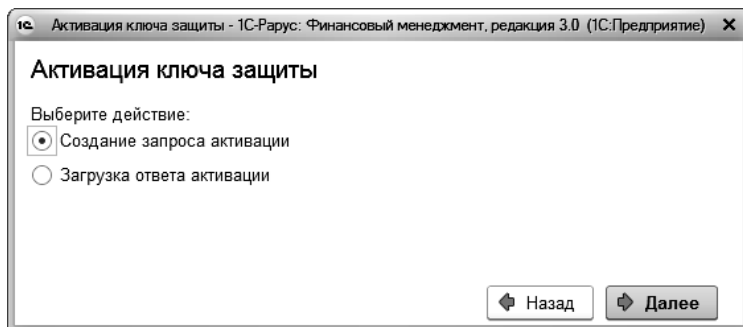 1С Активация ключа защиты - 1С-Рарус: Финансовый менеджмент, редакция 3.0 (1С:Предприятие)
Активация ключа защиты
Выберите действие:
Создание запроса активации
Загрузка ответа активации
Назад Далее